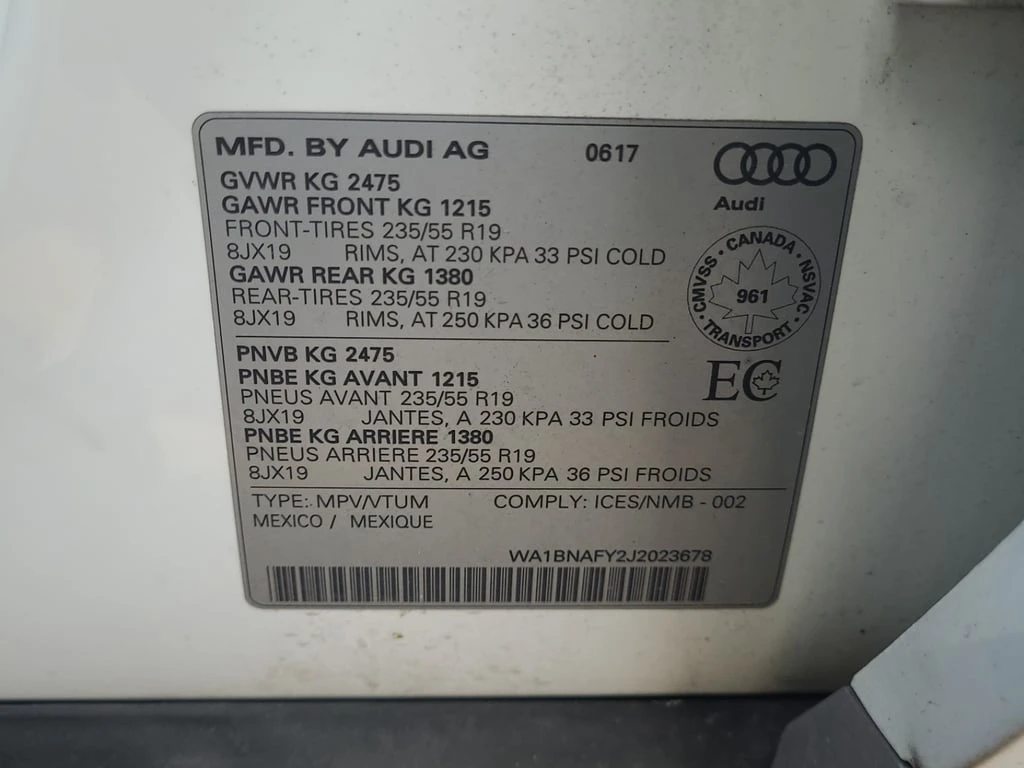 MFD. BY AUDI AG 0617
Audi
GVWR KG 2475
GAWR FRONT KG 1215
FRONT-TIRES 235/55 R19
8JX19 RIMS, AT 230 KPA 33 PSI COLD
GAWR REAR KG 1380
REAR-TIRES 235/55 R19
8JX19 RIMS, AT 250 KPA 36 PSI COLD
CMVSS · CANADA · NSVAC · TRANSPORT ·
961
EC
PNVB KG 2475
PNBE KG AVANT 1215
PNEUS AVANT 235/55 R19
8JX19 JANTES, A 230 KPA 33 PSI FROIDS
PNBE KG ARRIERE 1380
PNEUS ARRIERE 235/55 R19
8JX19 JANTES, A 250 KPA 36 PSI FROIDS
TYPE: MPV/VTUM COMPLY: ICES/NMB - 002
MEXICO / MEXIQUE
WA1BNAFY2J2023678